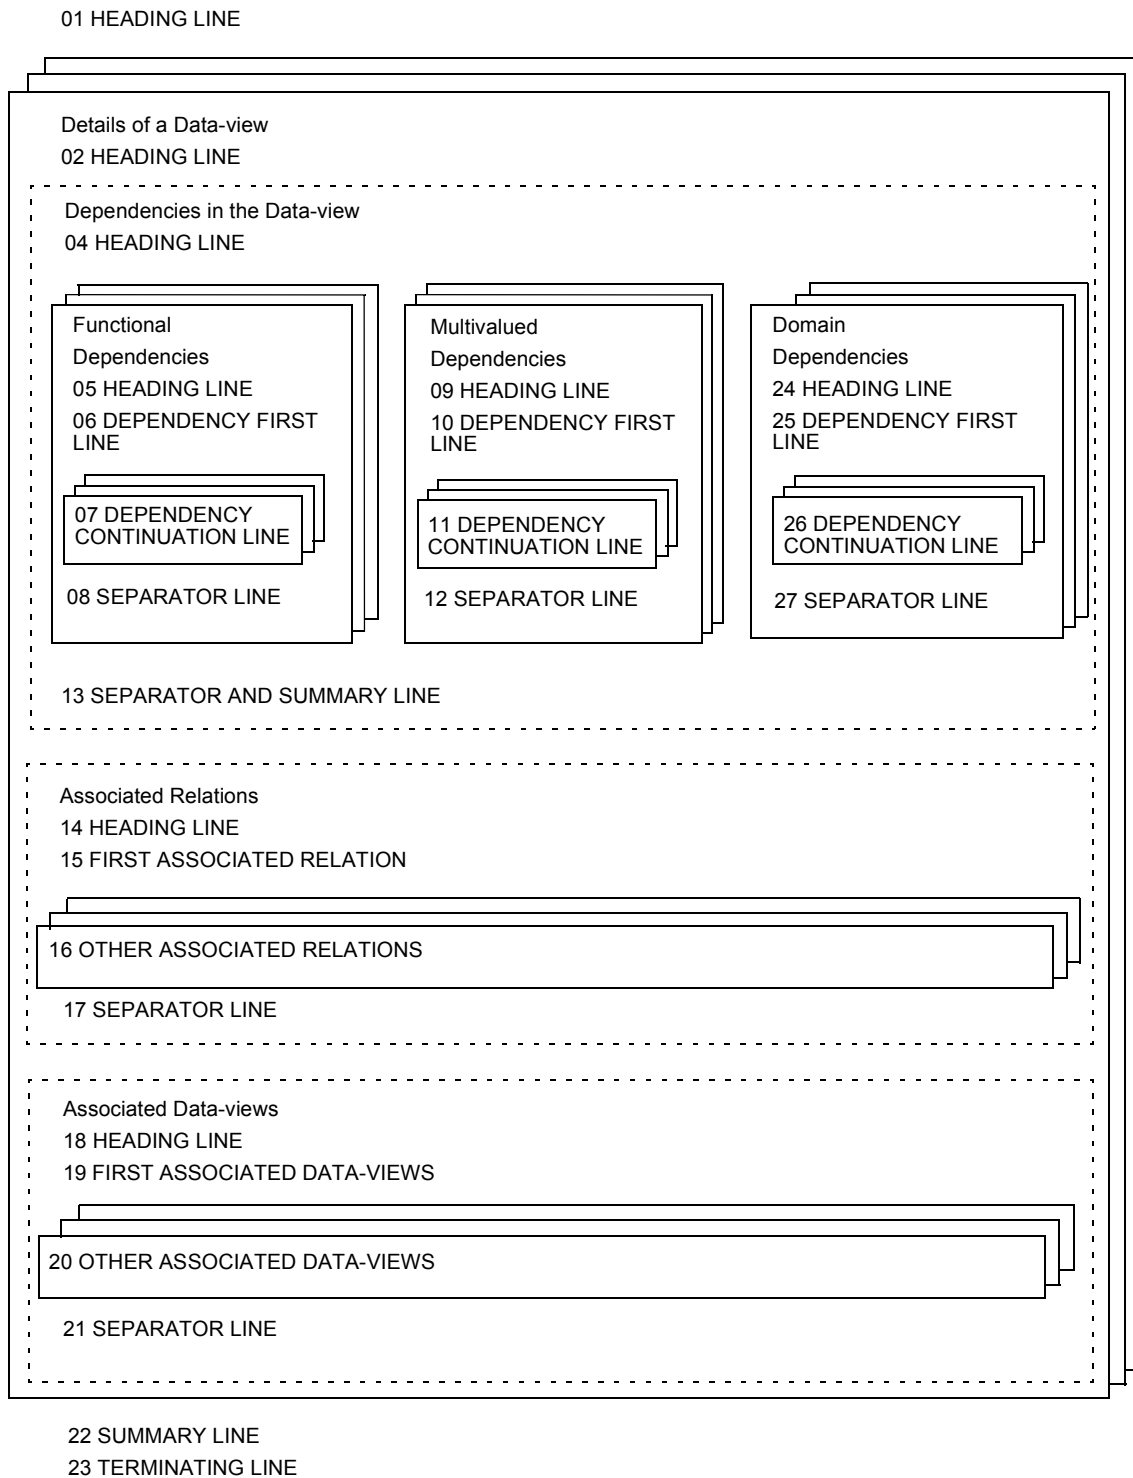 01 HEADING LINE
Details of a Data-view
02 HEADING LINE
Dependencies in the Data-view
04 HEADING LINE
Functional
Dependencies
05 HEADING LINE
06 DEPENDENCY FIRST
LINE
07 DEPENDENCY
CONTINUATION LINE
08 SEPARATOR LINE
Multivalued
Dependencies
09 HEADING LINE
10 DEPENDENCY FIRST
LINE
11 DEPENDENCY
CONTINUATION LINE
12 SEPARATOR LINE
Domain
Dependencies
24 HEADING LINE
25 DEPENDENCY FIRST
LINE
26 DEPENDENCY
CONTINUATION LINE
27 SEPARATOR LINE
13 SEPARATOR AND SUMMARY LINE
Associated Relations
14 HEADING LINE
15 FIRST ASSOCIATED RELATION
16 OTHER ASSOCIATED RELATIONS
17 SEPARATOR LINE
Associated Data-views
18 HEADING LINE
19 FIRST ASSOCIATED DATA-VIEWS
20 OTHER ASSOCIATED DATA-VIEWS
21 SEPARATOR LINE
22 SUMMARY LINE
23 TERMINATING LINE